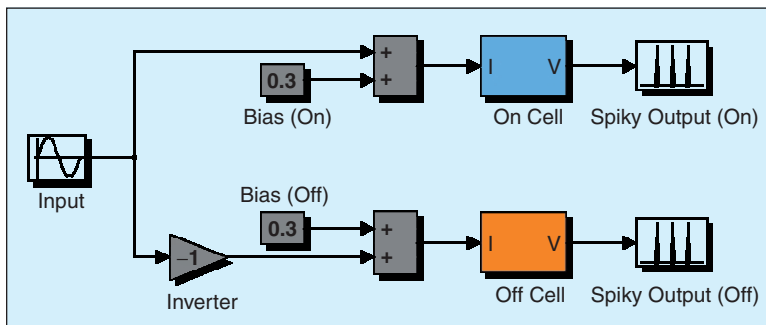 +
+
0.3
I V
Bias (On)
On Cell
Spiky Output (On)
Input
Bias (Off)
0.3
+
+
I V
–1
Inverter
Off Cell
Spiky Output (Off)